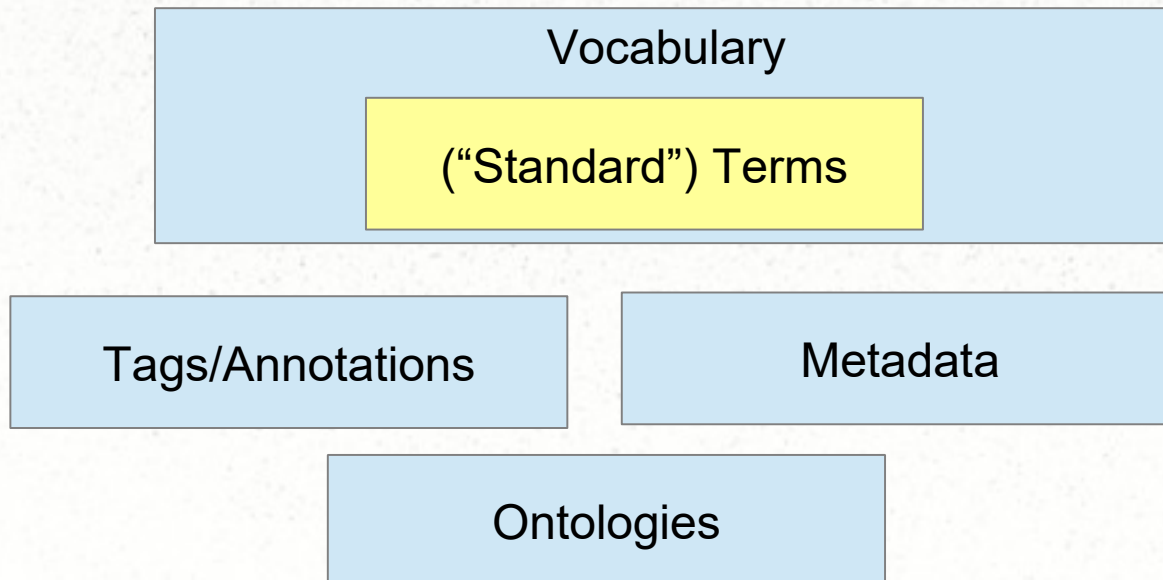 Vocabulary
(“Standard”) Terms
Tags/Annotations
Metadata
Ontologies